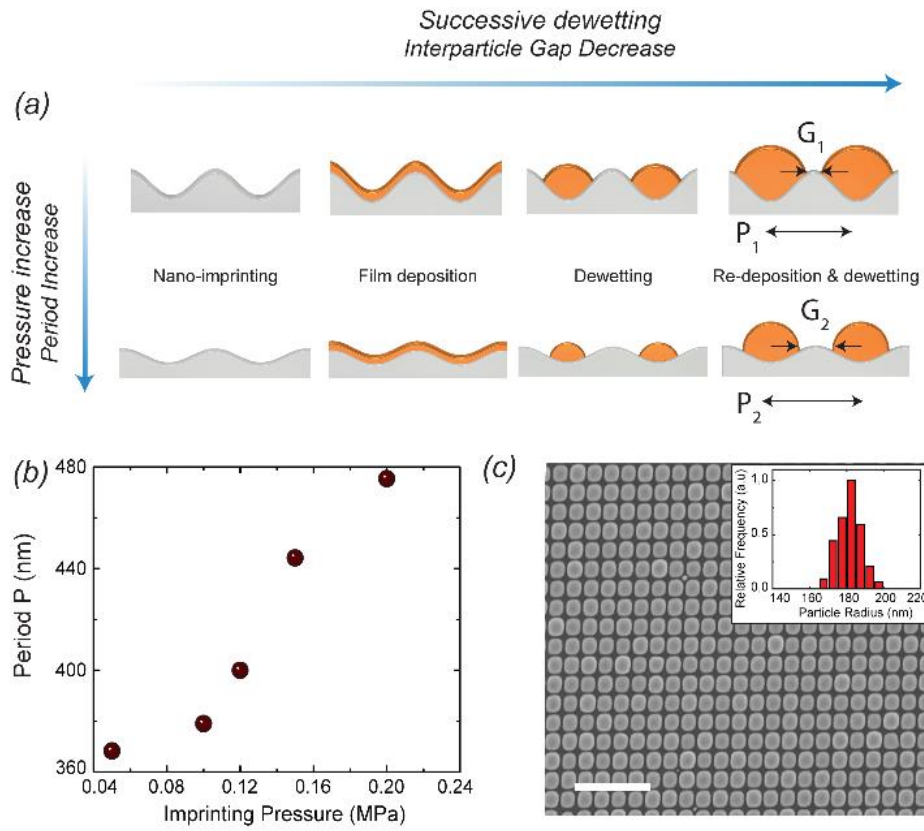 Successive dewetting
Interparticle Gap Decrease
(a)
Pressure increase
Period Increase
G1
P1
Nano-imprinting
Film deposition
Dewetting
Re-deposition & dewetting
G2
P2
(b)
480
440
400
360
Period P (nm)
0.04 0.08 0.12 0.16 0.20 0.24
Imprinting Pressure (MPa)
(c)
Relative Frequency (a.u)
1.0
0.5
0.0
140 160 180 200 220
Particle Radius (nm)